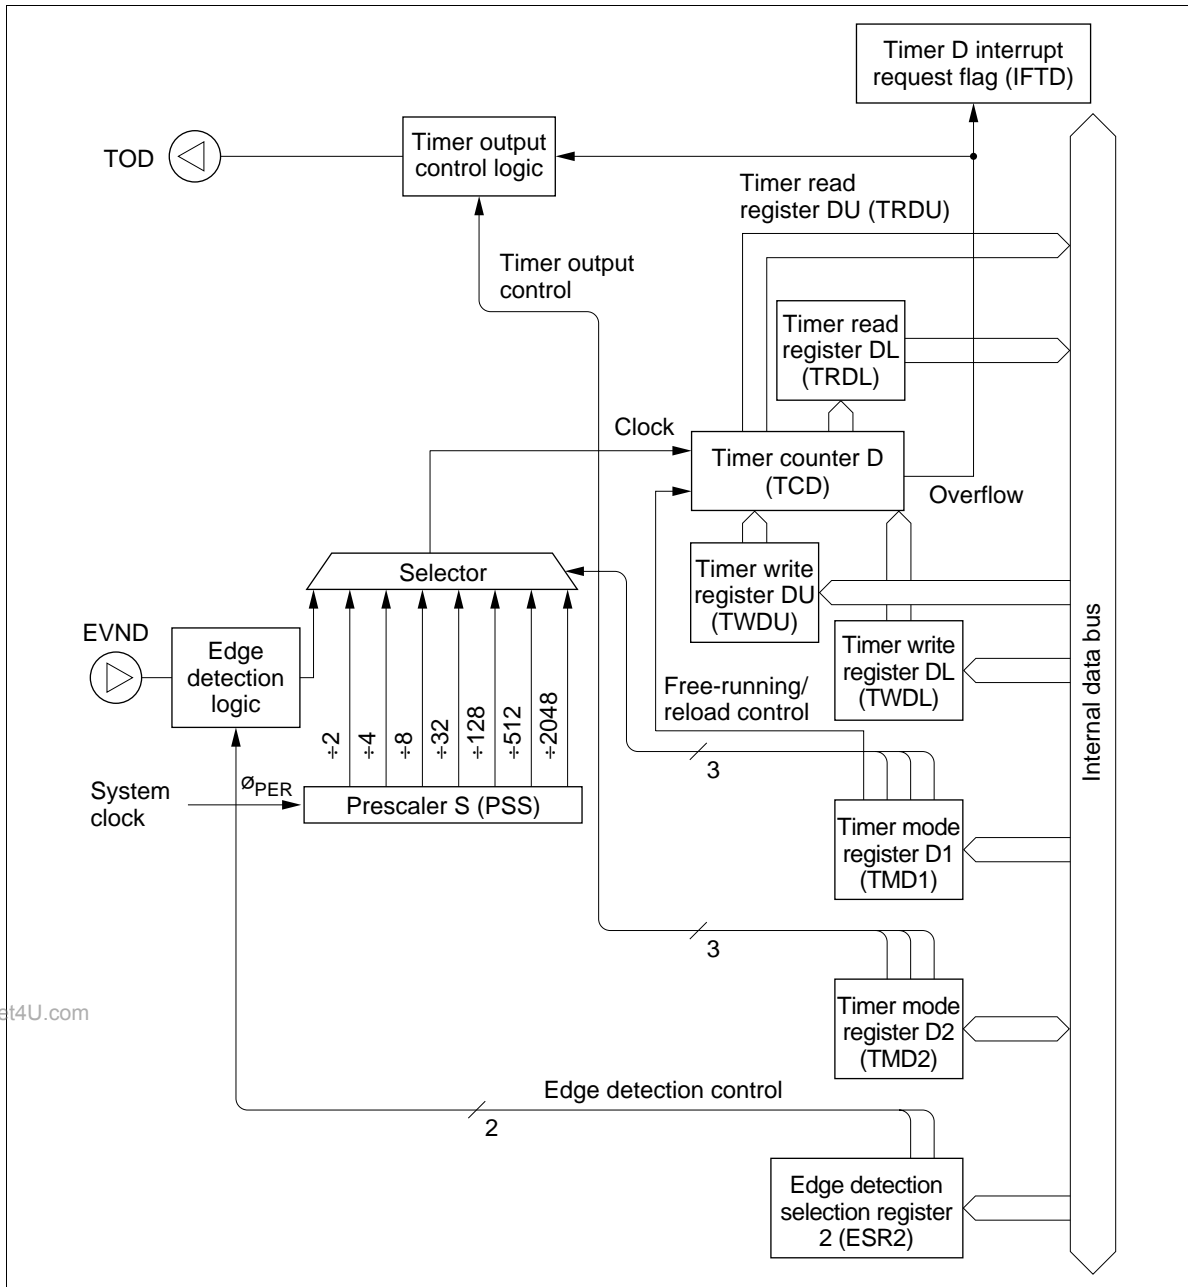 Timer D interrupt
request flag (IFTD)
TOD
Timer output
control logic
Timer read
register DU (TRDU)
Timer output
control
Timer read
register DL
(TRDL)
Clock
Timer counter D
(TCD)
Overflow
Selector
Timer write
register DU
(TWDU)
EVND
Edge
detection
logic
Timer write
register DL
(TWDL)
Internal data bus
Free-running/
reload control
÷2
÷4
÷8
÷32
÷128
÷512
÷2048
3
System
clock
øPER
Prescaler S (PSS)
Timer mode
register D1
(TMD1)
3
Timer mode
register D2
(TMD2)
et4U.com
Edge detection control
2
Edge detection
selection register
2 (ESR2)